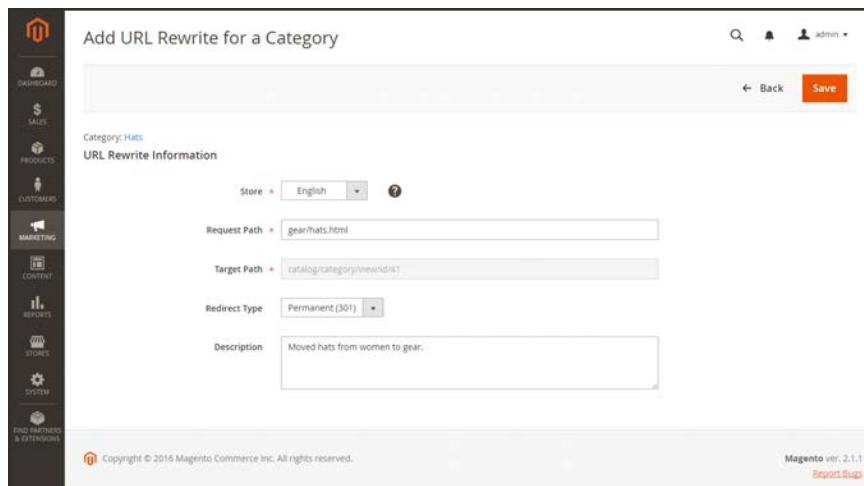 Add URL Rewrite for a Category
admin
DASHBOARD
SALES
PRODUCTS
CUSTOMERS
MARKETING
CONTENT
REPORTS
STORES
SYSTEM
FIND PARTNERS
& EXTENSIONS
← Back
Save
Category: Hats
URL Rewrite Information
Store * English ?
Request Path * gear/hats.html
Target Path * catalog/category/view/id/41
Redirect Type Permanent (301)
Description Moved hats from women to gear.
Copyright © 2016 Magento Commerce Inc. All rights reserved.
Magento ver. 2.1.1
Report Bugs